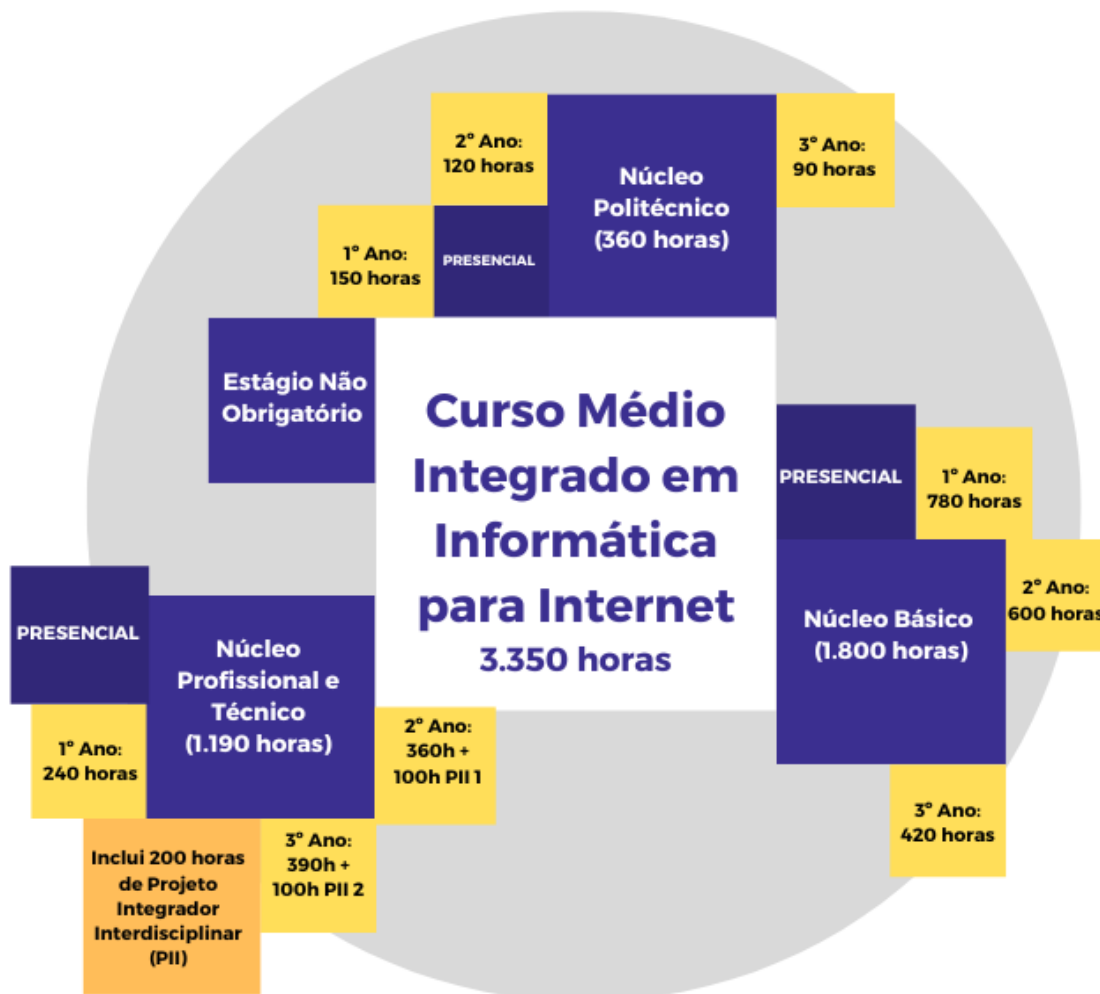 2º Ano:
120 horas
Núcleo
Politécnico
(360 horas)
3º Ano:
90 horas
1º Ano:
150 horas
PRESENCIAL
Estágio Não
Obrigatório
Curso Médio
Integrado em
Informática
para Internet
3.350 horas
PRESENCIAL
1º Ano:
780 horas
2º Ano:
600 horas
Núcleo Básico
(1.800 horas)
3º Ano:
420 horas
PRESENCIAL
Núcleo
Profissional e
Técnico
(1.190 horas)
1º Ano:
240 horas
2º Ano:
360h +
100h PII 1
Inclui 200 horas
de Projeto
Integrador
Interdisciplinar
(PII)
3º Ano:
390h +
100h PII 2